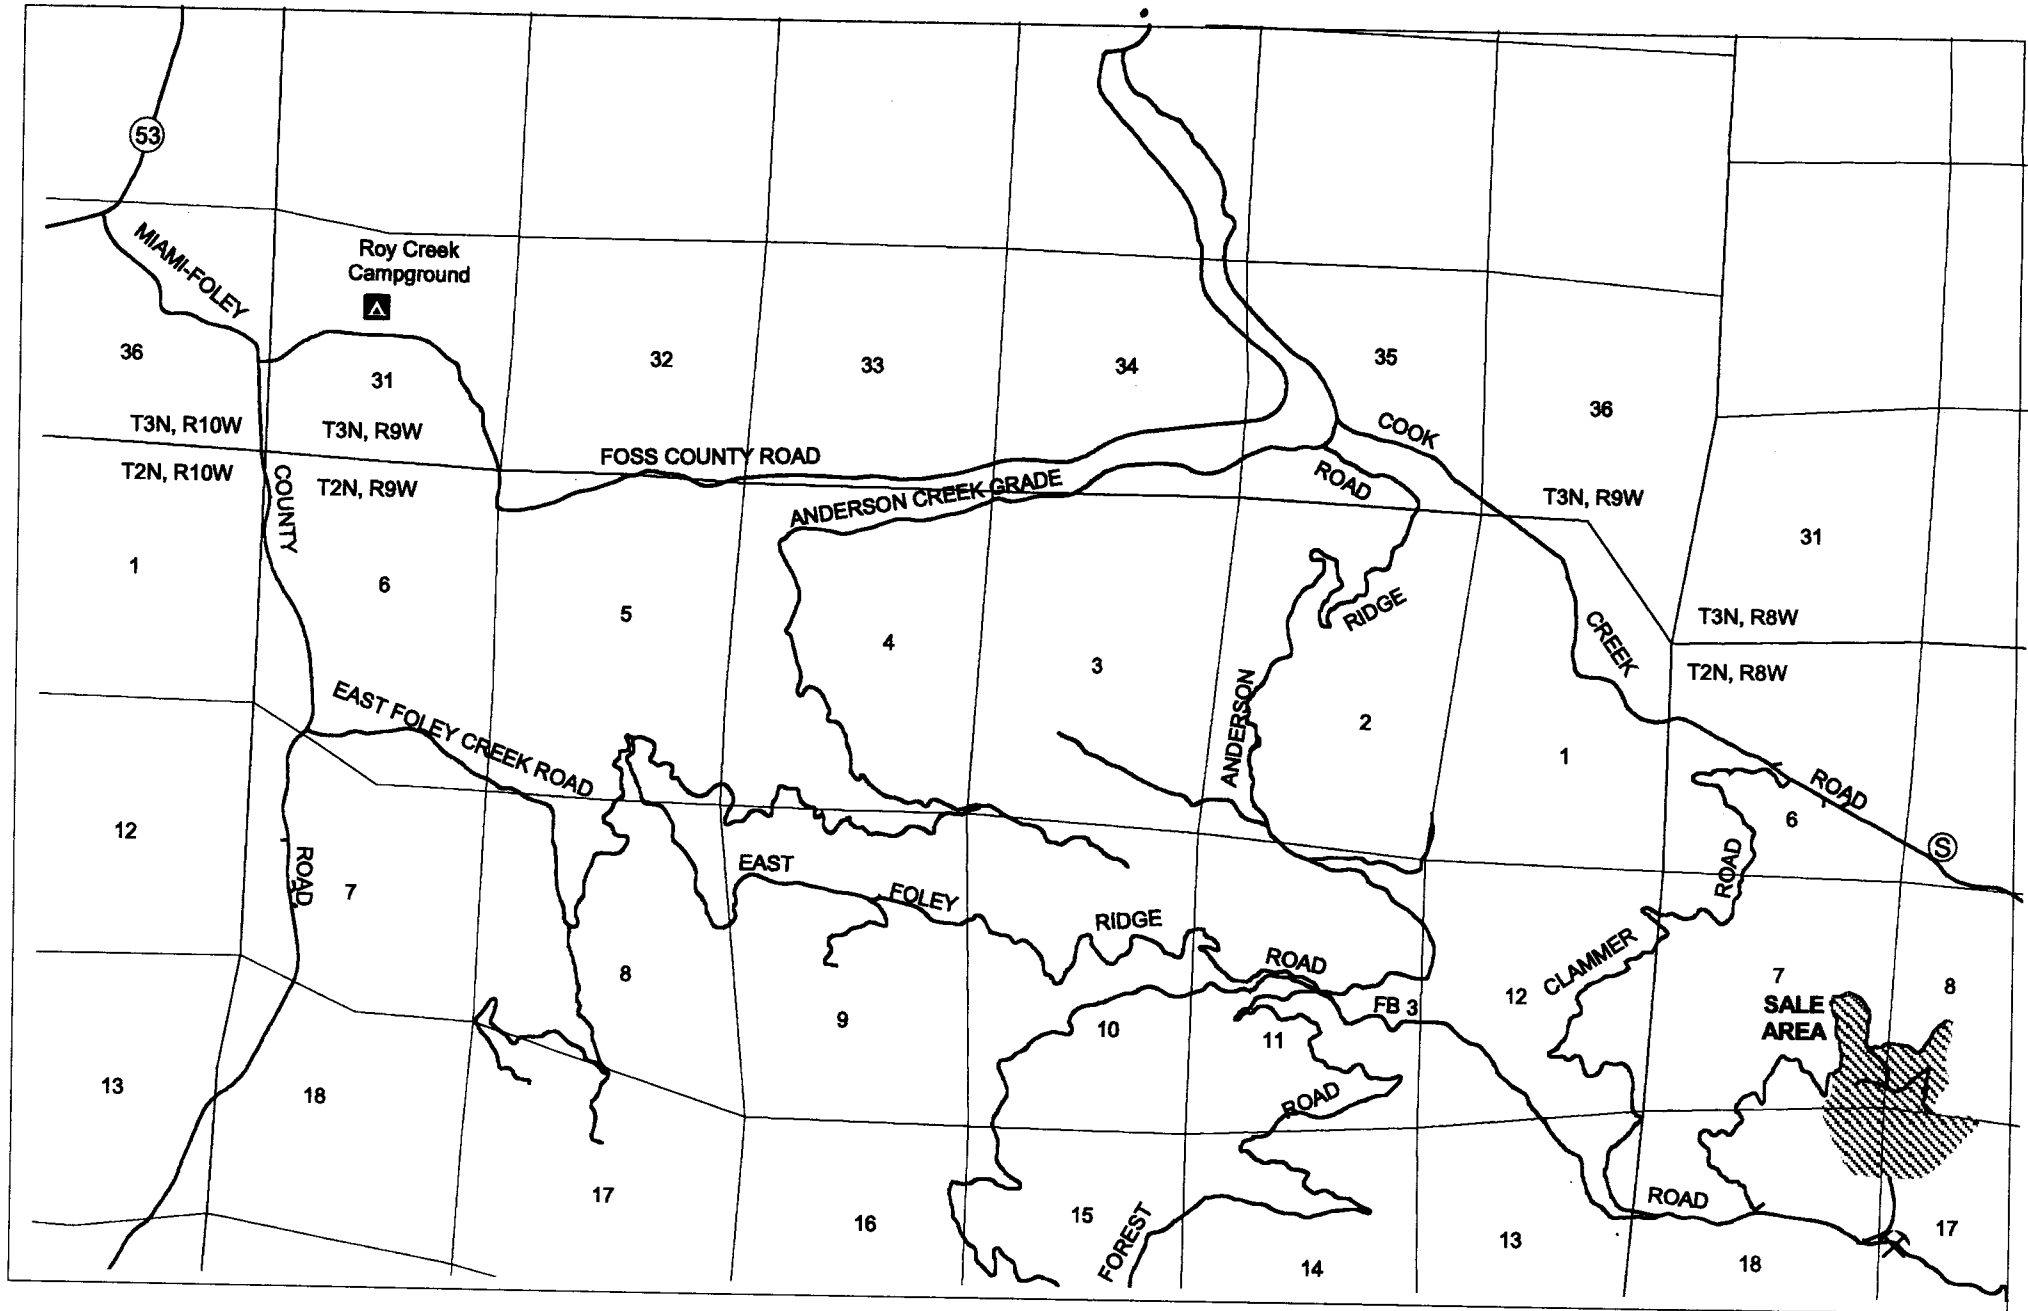 53
MIAMI-FOLEY
Roy Creek
Campground
36
31
32
33
34
35
36
T3N, R10W
T3N, R9W
COOK
T2N, R10W
T2N, R9W
COUNTY
FOSS COUNTY ROAD
ANDERSON CREEK GRADE
ROAD
T3N, R9W
31
1
6
5
4
3
RIDGE
CREEK
T3N, R8W
T2N, R8W
EAST FOLEY CREEK ROAD
ANDERSON
2
1
ROAD
6
S
12
ROAD
7
EAST
FOLEY
RIDGE
ROAD
ROAD
CLAMMER
8
9
10
11
FB 3
12
7
SALE
AREA
8
13
18
ROAD
17
16
15
FOREST
14
13
ROAD
18
17